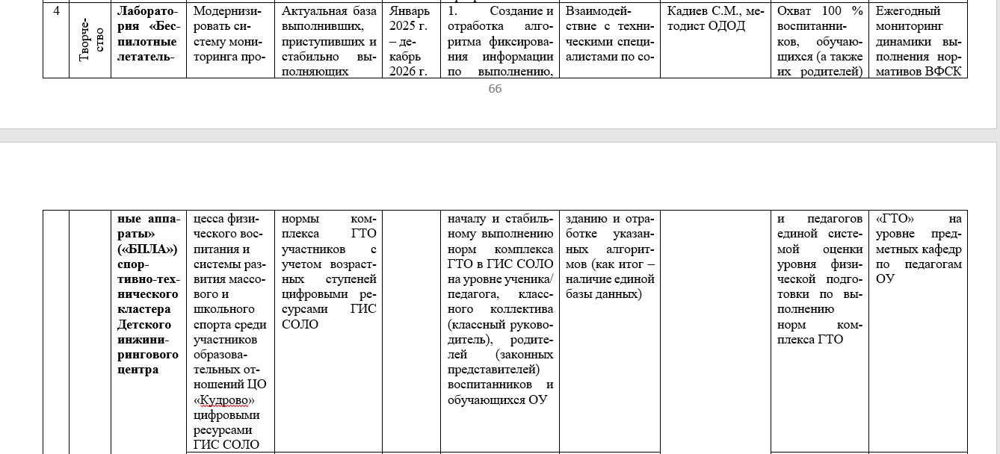 4
Творче-
ство
Лаборато-
рия «Бес-
пилотные
летатель-
Модернизи-
ровать си-
стему мони-
торинга про-
Актуальная база
выполнивших,
приступивших и
стабильно вы-
полняющих
Январь
2025 г.
– де-
кабрь
2026 г.
1. Создание и
отработка алго-
ритма фиксирова-
ния информации
по выполнению,
Взаимодей-
ствие с техни-
ческими специ-
алистами по со-
Кадиев С.М., ме-
тодист ОДОД
Охват 100 %
воспитанни-
ков, обучаю-
щихся (а также
их родителей)
Ежегодный
мониторинг
динамики вы-
полнения нор-
мативов ВФСК
66
ные аппа-
раты»
(«БПЛА»)
спор-
тивно-тех-
нического
кластера
Детского
инжини-
рингового
центра
цесса физи-
ческого вос-
питания и
системы раз-
вития массо-
вого и
школьного
спорта среди
участников
образова-
тельных от-
ношений ЦО
«Кудрово»
цифровыми
ресурсами
ГИС СОЛО
нормы ком-
плекса ГТО
участников с
учетом возраст-
ных ступеней
цифровыми ре-
сурсами ГИС
СОЛО
началу и стабиль-
ному выполнению
норм комплекса
ГТО в ГИС СОЛО
на уровне ученика/
педагога, класс-
ного коллектива
(классный руково-
дитель), родите-
лей (законных
представителей)
воспитанников и
обучающихся ОУ
зданию и отра-
ботке указан-
ных алгорит-
мов (как итог –
наличие единой
базы данных)
и педагогов
единой систе-
мой оценки
уровня физи-
ческой подго-
товки по вы-
полнению
норм ком-
плекса ГТО
«ГТО» на
уровне пред-
метных кафедр
по педагогам
ОУ